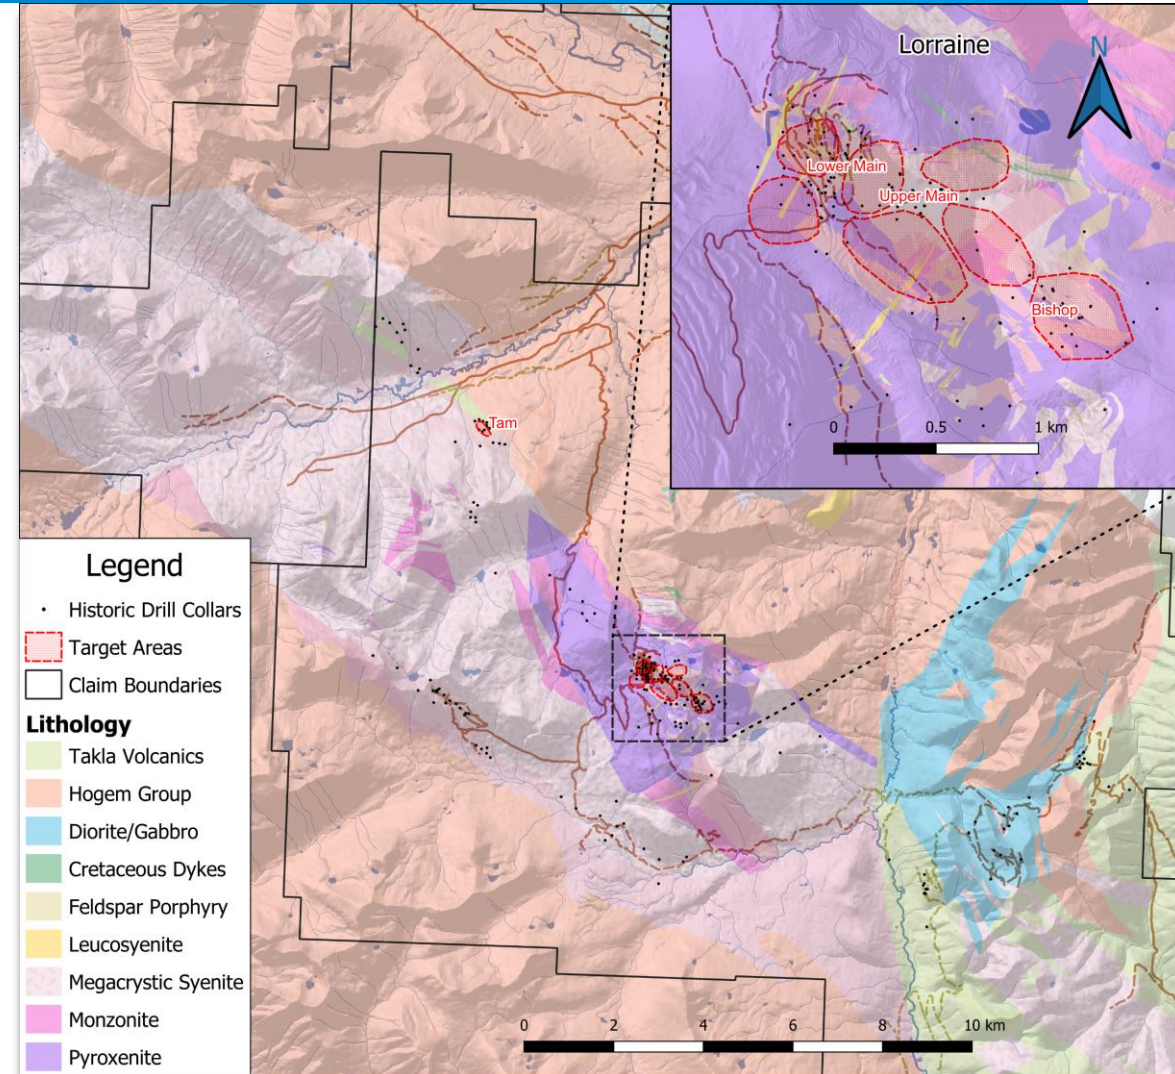 Lorraine
N
Lower Main
Upper Main
Bishop
0 0.5 1 km
Tam
Legend
Historic Drill Collars
Target Areas
Claim Boundaries
Lithology
Takla Volcanics
Hogem Group
Diorite/Gabbro
Cretaceous Dykes
Feldspar Porphyry
Leucosyenite
Megacrystic Syenite
Monzonite
Pyroxenite
0 2 4 6 8 10 km